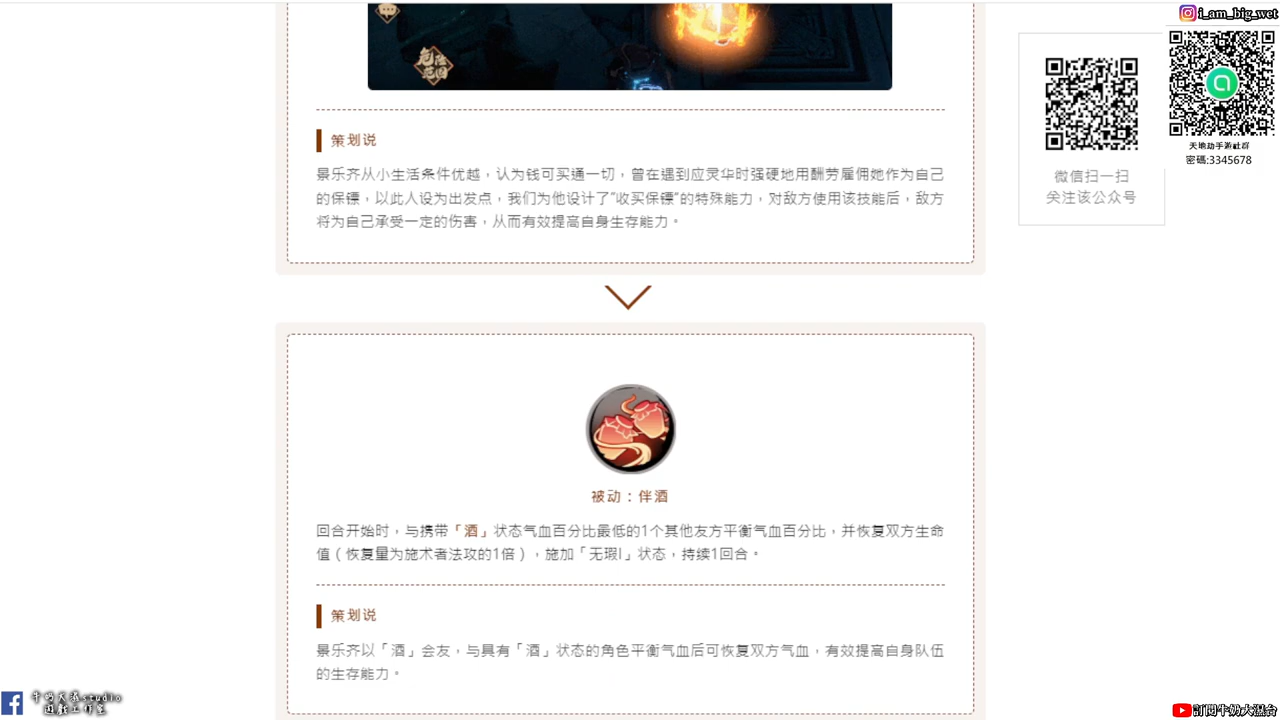 i_am_big_wet
危险
范围
天地劫手游社群
密碼:3345678
微信扫一扫
关注该公众号
策划说
景乐齐从小生活条件优越，认为钱可买通一切，曾在遇到应灵华时强硬地用酬劳雇佣她作为自己
的保镖，以此人设为出发点，我们为他设计了“收买保镖”的特殊能力，对敌方使用该技能后，敌方
将为自己承受一定的伤害，从而有效提高自身生存能力。
被动：伴酒
回合开始时，与携带「酒」状态气血百分比最低的1个其他友方平衡气血百分比，并恢复双方生命
值（恢复量为施术者法攻的1倍），施加「无瑕I」状态，持续1回合。
策划说
景乐齐以「酒」会友，与具有「酒」状态的角色平衡气血后可恢复双方气血，有效提高自身队伍
的生存能力。
牛奶大濕studio
遊戲工作室
訂閱牛奶大濕台